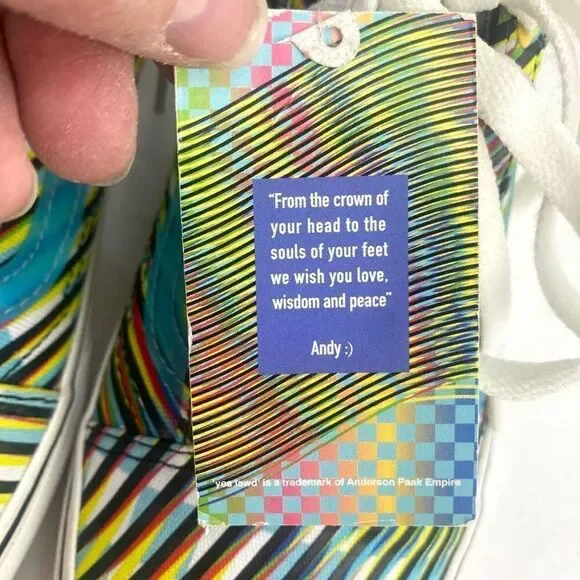 “From the crown of
your head to the
souls of your feet
we wish you love,
wisdom and peace”
Andy :)
'yes lawd' is a trademark of Anderson Paak Empire